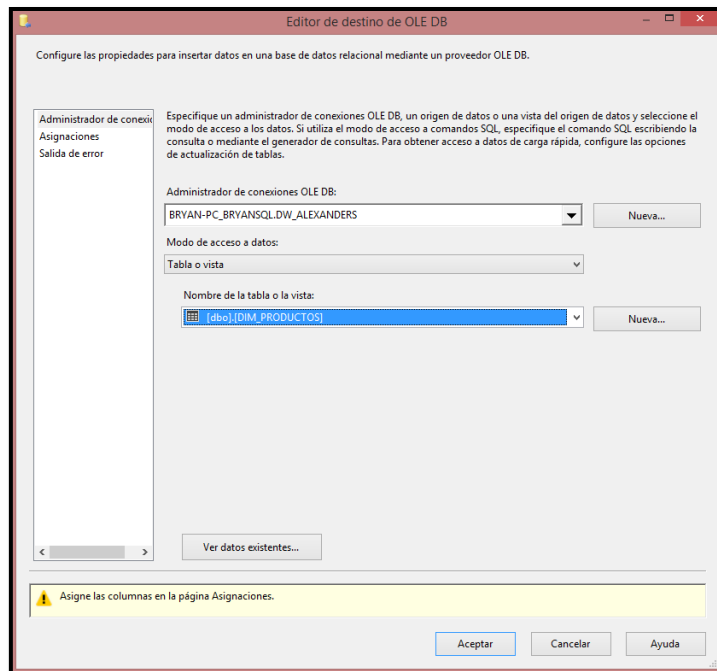 Editor de destino de OLE DB
Configure las propiedades para insertar datos en una base de datos relacional mediante un proveedor OLE DB.
Administrador de conexic
Asignaciones
Salida de error
Especifique un administrador de conexiones OLE DB, un origen de datos o una vista del origen de datos y seleccione el
modo de acceso a los datos. Si utiliza el modo de acceso a comandos SQL, especifique el comando SQL escribiendo la
consulta o mediante el generador de consultas. Para obtener acceso a datos de carga rápida, configure las opciones
de actualización de tablas.
Administrador de conexiones OLE DB:
BRYAN-PC_BRYANSQL.DW_ALEXANDERS
Nueva...
Modo de acceso a datos:
Tabla o vista
Nombre de la tabla o la vista:
[dbo].[DIM_PRODUCTOS]
Nueva...
Ver datos existentes...
Asigne las columnas en la página Asignaciones.
Aceptar
Cancelar
Ayuda